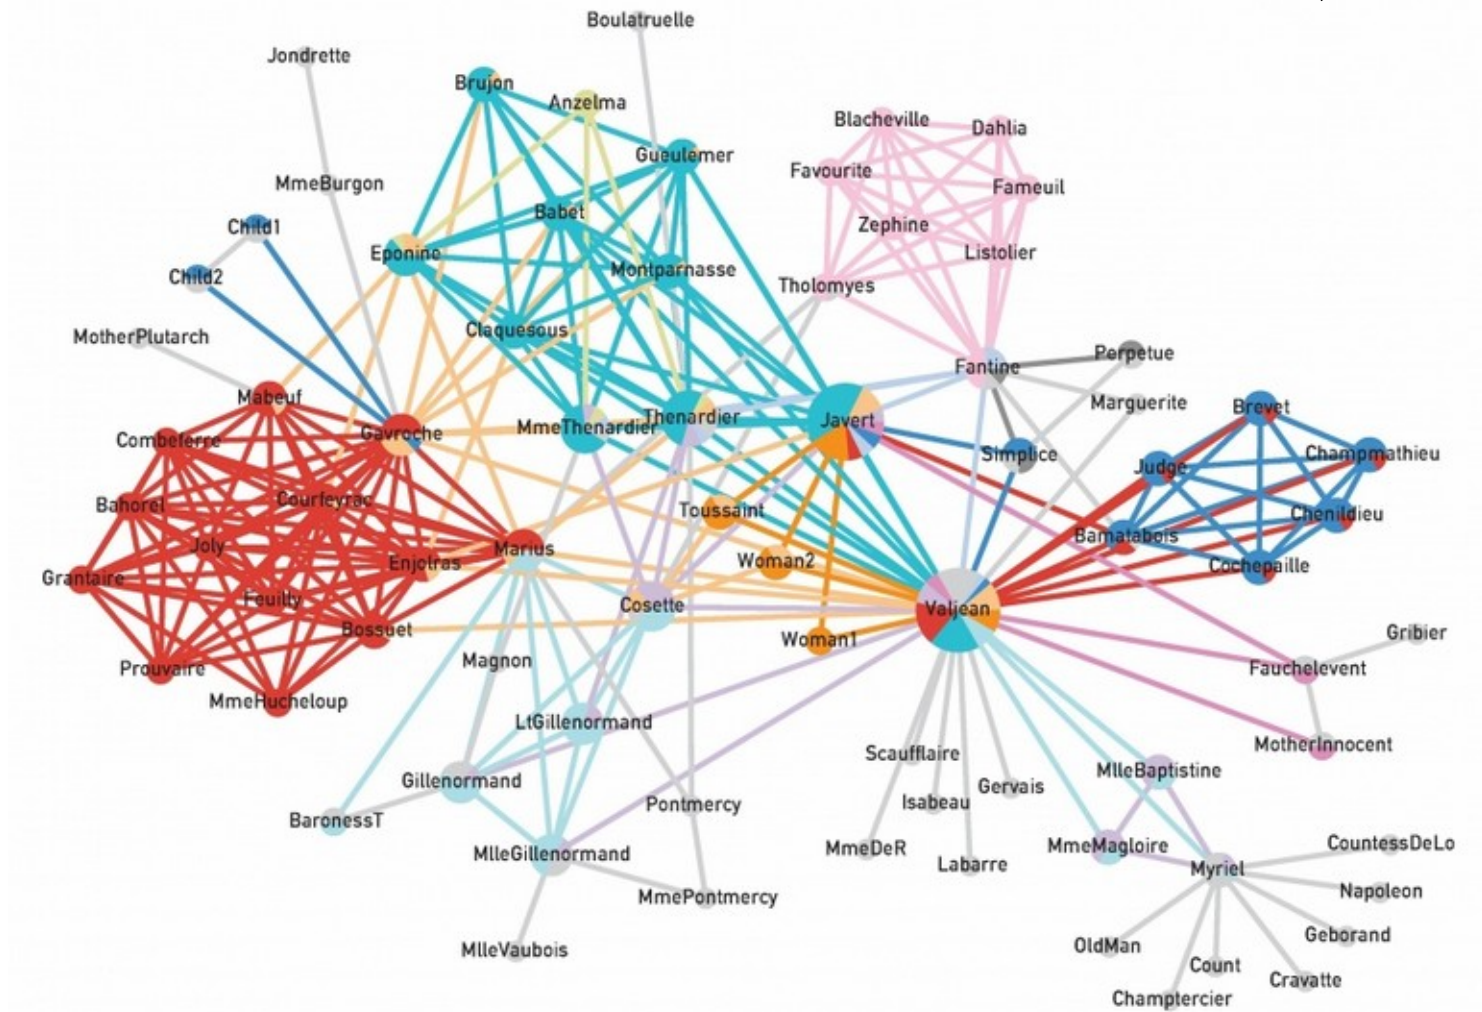 Boulatruelle
Jondrette
Brujon
Anzelma
Blacheville
Dahlia
Gueulemer
Favourite
MmeBurgon
Fameuil
Babet
Child1
Zephine
Eponine
Listolier
Child2
Montparnasse
Tholomyes
Claquesous
MotherPlutarch
Perpetue
Fantine
Mabeuf
Marguerite
Brevet
Thenardier
Javert
MmeThenardier
Gavroche
Combeferre
Simplice
Champmathieu
Judge
Courfeyrac
Bahorel
Toussaint
Chenildieu
Bamatabois
Joly
Marius
Woman2
Enjolras
Cochepaille
Grantaire
Feuilly
Cosette
Valjean
Bossuet
Gribier
Woman1
Magnon
Prouvaire
Fauchelevent
MmeHucheloup
LtGillenormand
MotherInnocent
Scaufflaire
MlleBaptistine
Gillenormand
Gervais
Isabeau
Pontmercy
BaronessT
CountessDeLo
MmeMagloire
MmeDeR
MlleGillenormand
Labarre
Myriel
Napoleon
MmePontmercy
Geborand
OldMan
MlleVaubois
Count
Cravatte
Champtercier